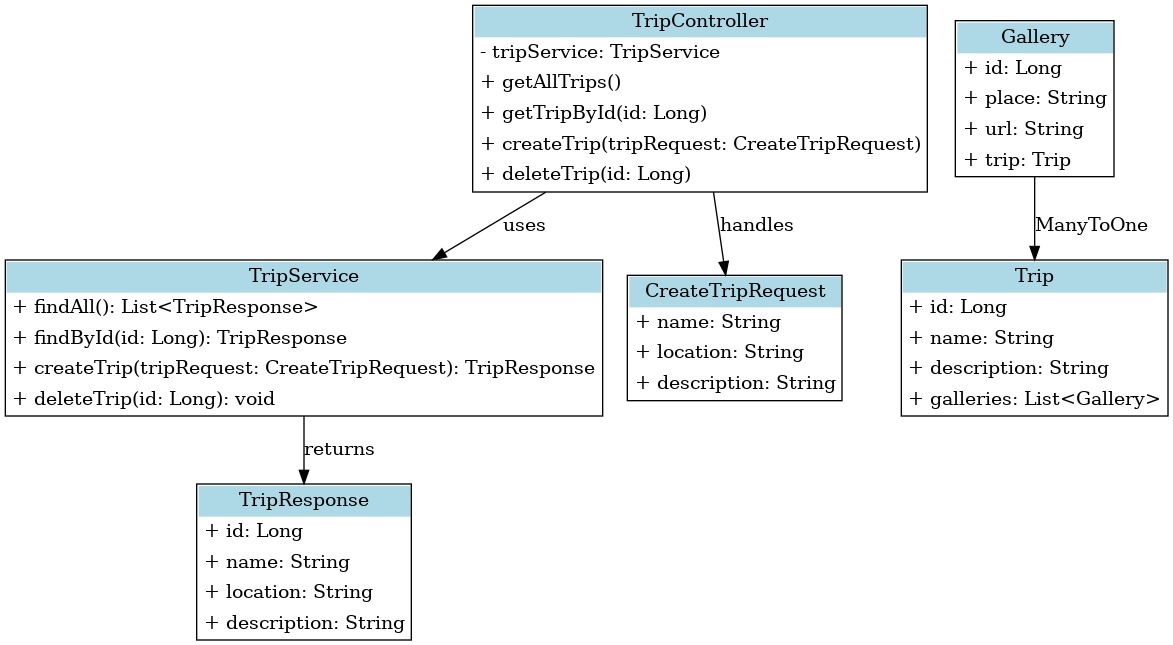 TripController
- tripService: TripService
+ getAllTrips()
+ getTripById(id: Long)
+ createTrip(tripRequest: CreateTripRequest)
+ deleteTrip(id: Long)
Gallery
+ id: Long
+ place: String
+ url: String
+ trip: Trip
uses
handles
ManyToOne
TripService
+ findAll(): List<TripResponse>
+ findById(id: Long): TripResponse
+ createTrip(tripRequest: CreateTripRequest): TripResponse
+ deleteTrip(id: Long): void
CreateTripRequest
+ name: String
+ location: String
+ description: String
Trip
+ id: Long
+ name: String
+ description: String
+ galleries: List<Gallery>
returns
TripResponse
+ id: Long
+ name: String
+ location: String
+ description: String